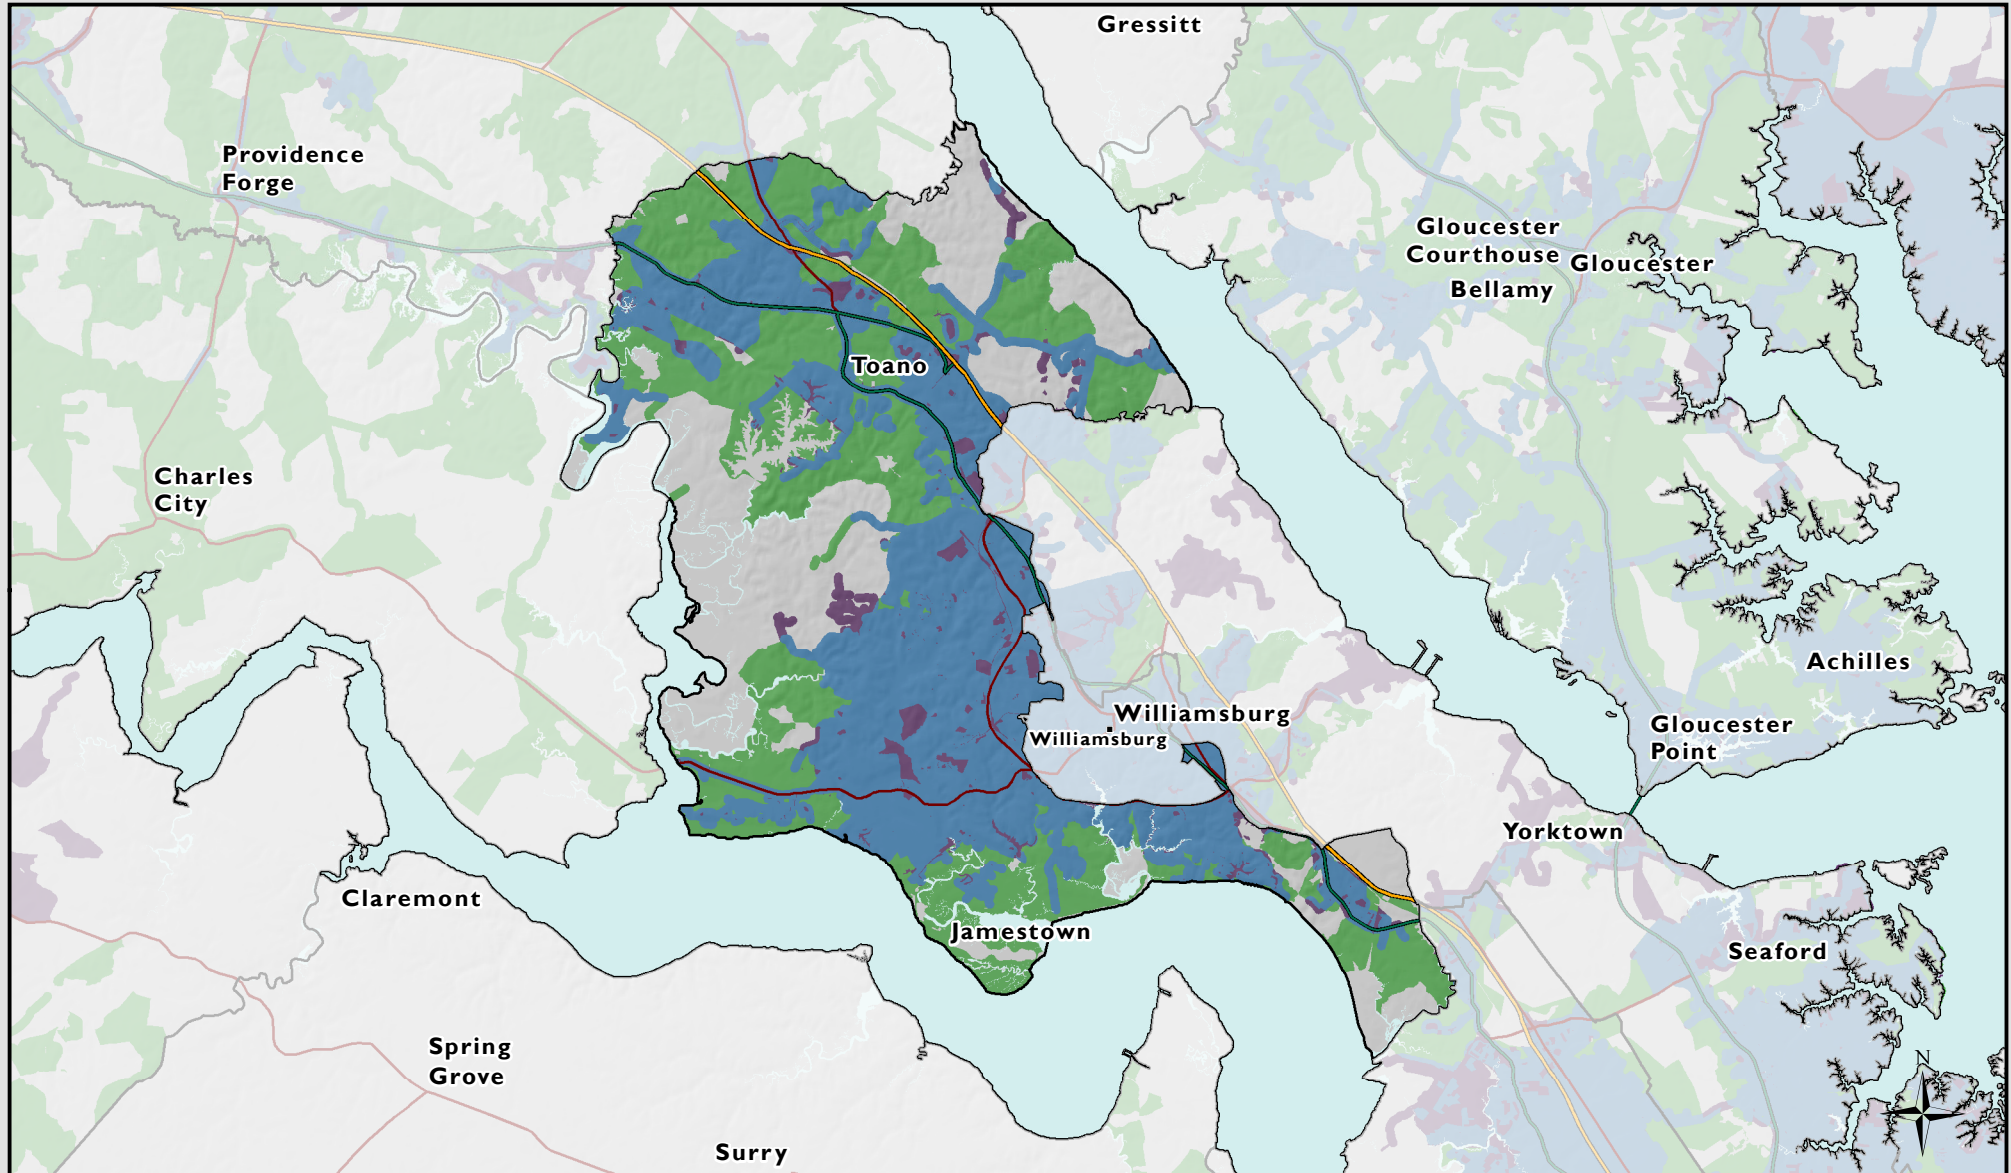 Gressitt
Providence
Forge
Gloucester
Courthouse
Gloucester
Bellamy
Toano
Charles
City
Achilles
Williamsburg
Williamsburg
Gloucester
Point
Yorktown
Claremont
Jamestown
Seaford
Spring
Grove
N
Surry